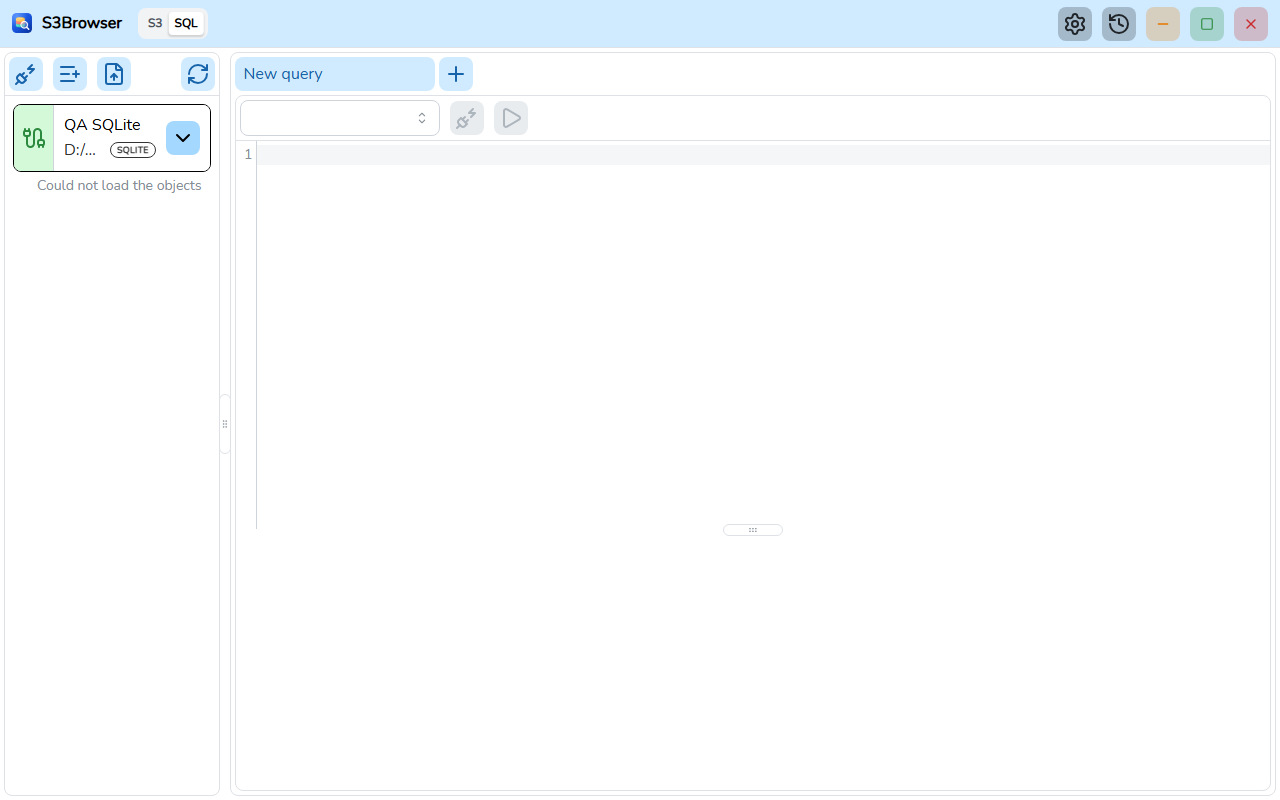 S3Browser
S3 SQL
New query
QA SQLite
D:/... SQLITE
Could not load the objects
1